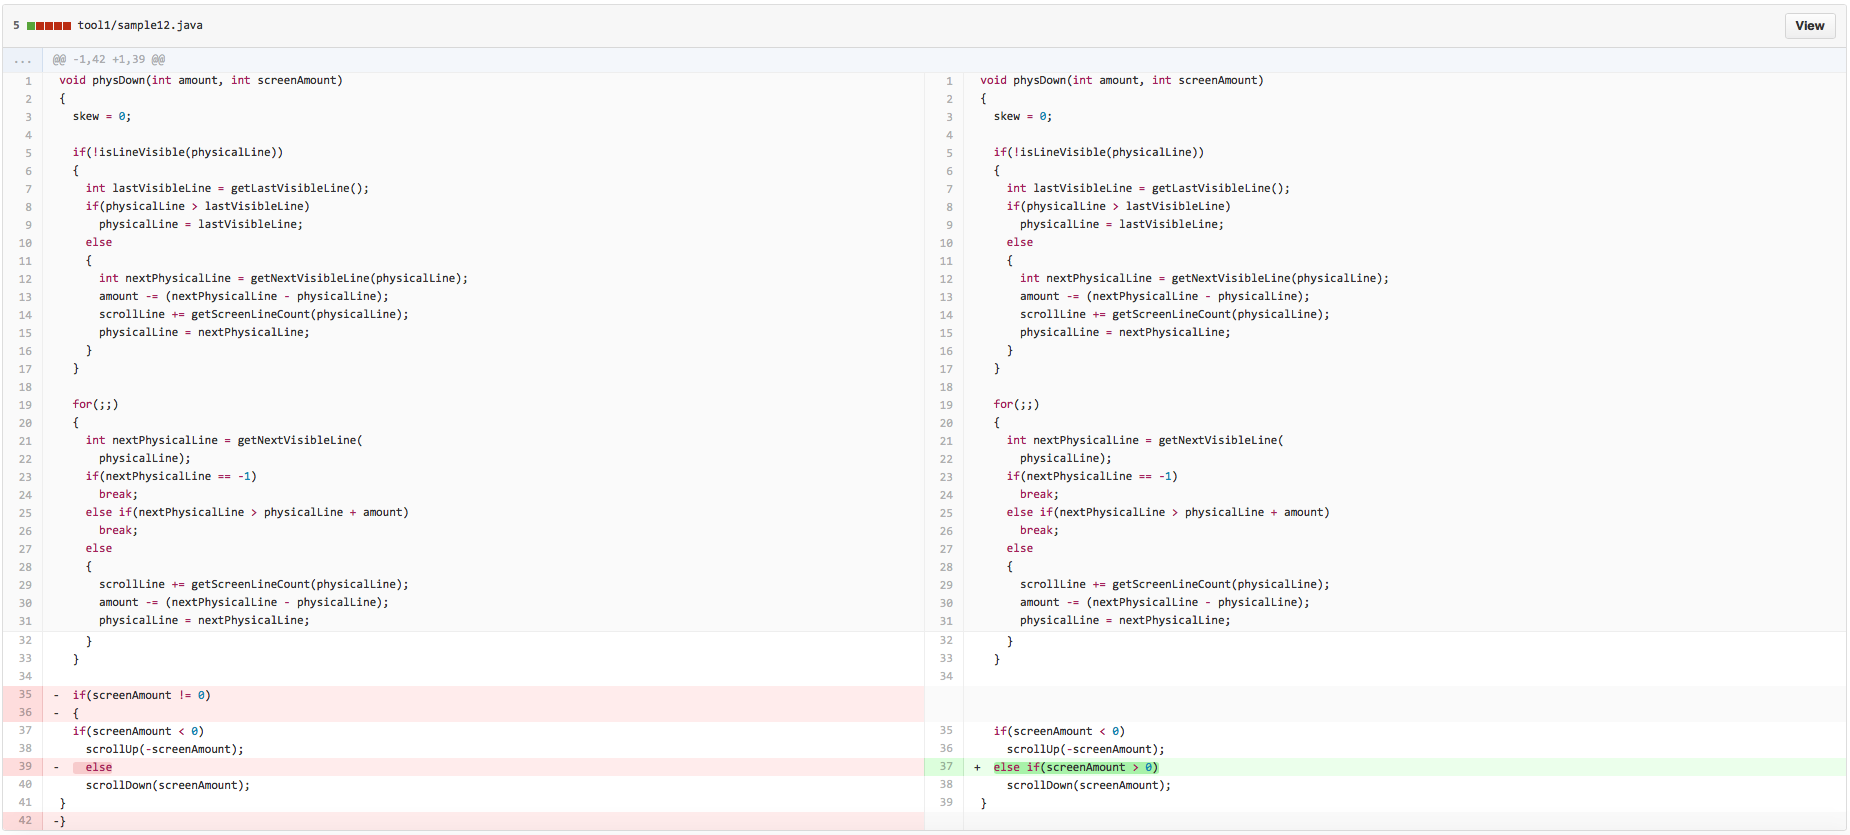 5 tool1/sample12.java View
... @@ -1,42 +1,39 @@
1 void physDown(int amount, int screenAmount)
2 {
3 skew = 0;
4
5 if(!isLineVisible(physicalLine))
6 {
7 int lastVisibleLine = getLastVisibleLine();
8 if(physicalLine > lastVisibleLine)
9 physicalLine = lastVisibleLine;
10 else
11 {
12 int nextPhysicalLine = getNextVisibleLine(physicalLine);
13 amount -= (nextPhysicalLine - physicalLine);
14 scrollLine += getScreenLineCount(physicalLine);
15 physicalLine = nextPhysicalLine;
16 }
17 }
18
19 for(;;)
20 {
21 int nextPhysicalLine = getNextVisibleLine(
22 physicalLine);
23 if(nextPhysicalLine == -1)
24 break;
25 else if(nextPhysicalLine > physicalLine + amount)
26 break;
27 else
28 {
29 scrollLine += getScreenLineCount(physicalLine);
30 amount -= (nextPhysicalLine - physicalLine);
31 physicalLine = nextPhysicalLine;
32 }
33 }
34
35 - if(screenAmount != 0)
36 - {
37 if(screenAmount < 0)
38 scrollUp(-screenAmount);
39 - else
40 scrollDown(screenAmount);
41 }
42 -}
1 void physDown(int amount, int screenAmount)
2 {
3 skew = 0;
4
5 if(!isLineVisible(physicalLine))
6 {
7 int lastVisibleLine = getLastVisibleLine();
8 if(physicalLine > lastVisibleLine)
9 physicalLine = lastVisibleLine;
10 else
11 {
12 int nextPhysicalLine = getNextVisibleLine(physicalLine);
13 amount -= (nextPhysicalLine - physicalLine);
14 scrollLine += getScreenLineCount(physicalLine);
15 physicalLine = nextPhysicalLine;
16 }
17 }
18
19 for(;;)
20 {
21 int nextPhysicalLine = getNextVisibleLine(
22 physicalLine);
23 if(nextPhysicalLine == -1)
24 break;
25 else if(nextPhysicalLine > physicalLine + amount)
26 break;
27 else
28 {
29 scrollLine += getScreenLineCount(physicalLine);
30 amount -= (nextPhysicalLine - physicalLine);
31 physicalLine = nextPhysicalLine;
32 }
33 }
34
35 if(screenAmount < 0)
36 scrollUp(-screenAmount);
37 + else if(screenAmount > 0)
38 scrollDown(screenAmount);
39 }